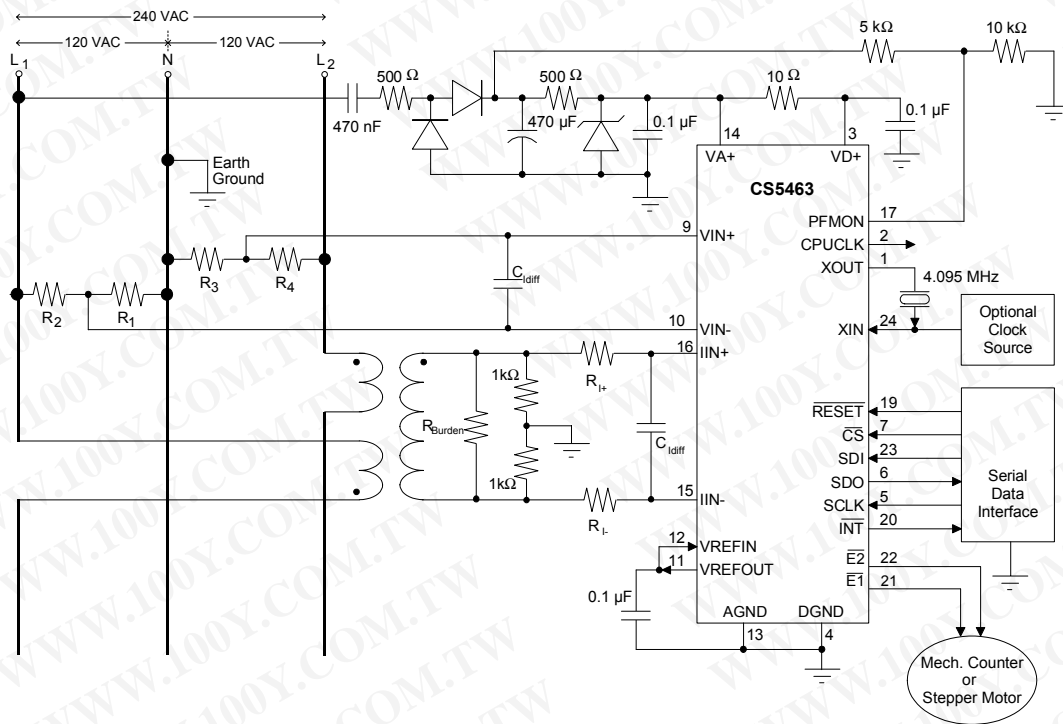 240 VAC
120 VAC
120 VAC
L1
N
L2
5 kΩ
10 kΩ
500 Ω
500 Ω
10 Ω
470 nF
470 µF
0.1 µF
0.1 µF
14
3
VA+
VD+
Earth
Ground
CS5463
PFMON
17
CPUCLK
2
XOUT
1
4.095 MHz
9
VIN+
R3
R4
CIdiff
R2
R1
10
VIN-
XIN
24
Optional
Clock
Source
16
IIN+
1kΩ
RI+
RBurden
CIdiff
1kΩ
RI-
15
IIN-
RESET
19
CS
7
SDI
23
SDO
6
SCLK
5
INT
20
Serial
Data
Interface
12
VREFIN
11
VREFOUT
E2
22
E1
21
0.1 µF
AGND
DGND
13
4
Mech. Counter
or
Stepper Motor
WWW.100Y.COM.TW